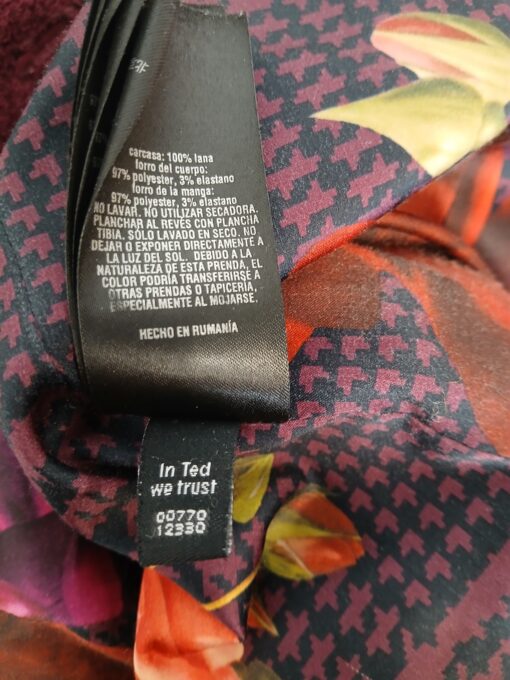 carcasa: 100% lana
forro del cuerpo:
97% polyester, 3% elastano
forro de la manga:
97% polyester, 3% elastano
NO LAVAR. NO UTILIZAR SECADORA.
PLANCHAR AL REVÉS CON PLANCHA
TIBIA, SÓLO LAVADO EN SECO. NO
DEJAR O EXPONER DIRECTAMENTE A
LA LUZ DEL SOL. DEBIDO A LA
NATURALEZA DE ESTA PRENDA, EL
COLOR PODRÍA TRANSFERIRSE A
OTRAS PRENDAS O TAPICERÍA,
ESPECIALMENTE AL MOJARSE.
HECHO EN RUMANÍA
In Ted
we trust
00770
12330